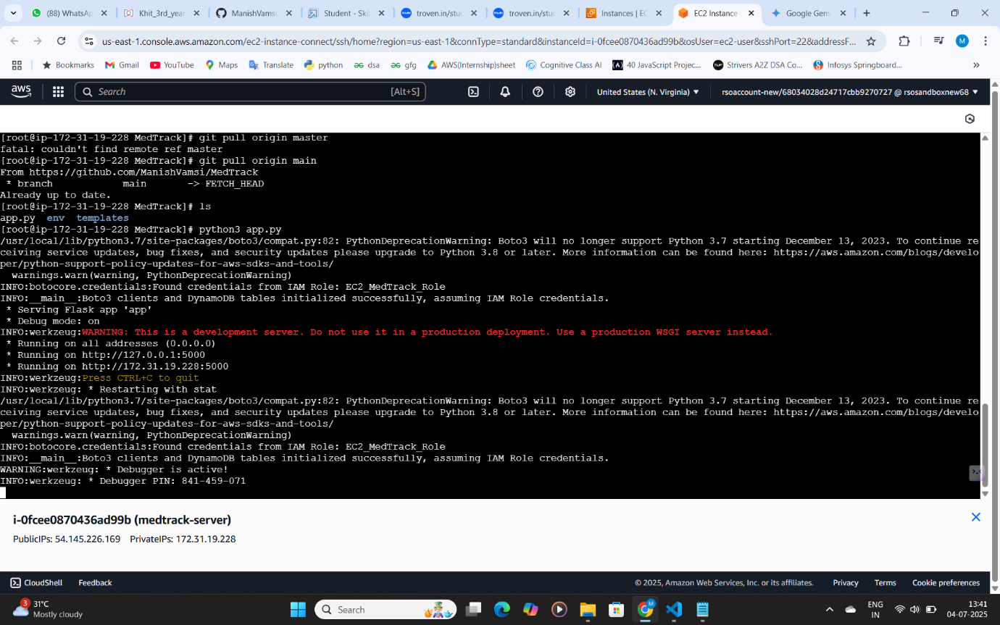 (88) WhatsAp
Khit_3rd_year
ManishVamsi
Student - Skil
troven.in/stud
troven.in/stud
Instances | EC
EC2 Instance
Google Gemi
us-east-1.console.aws.amazon.com/ec2-instance-connect/ssh/home?region=us-east-1&connType=standard&instanceId=i-0fcee0870436ad99b&osUser=ec2-user&sshPort=22&addressF...
M
Bookmarks
Gmail
YouTube
Maps
Translate
python
dsa
gfg
AWS(Internship)sheet
Cognitive Class AI
40 JavaScript Projec...
Strivers A2Z DSA Co...
Infosys Springboard...
»
aws
Search
[Alt+S]
United States (N. Virginia)
rsoaccount-new/68034028d24717cbb9270727 @ rsosandboxnew68
[root@ip-172-31-19-228 MedTrack]# git pull origin master
fatal: couldn't find remote ref master
[root@ip-172-31-19-228 MedTrack]# git pull origin main
From https://github.com/ManishVamsi/MedTrack
* branch            main       -> FETCH_HEAD
Already up to date.
[root@ip-172-31-19-228 MedTrack]# ls
app.py  env  templates
[root@ip-172-31-19-228 MedTrack]# python3 app.py
/usr/local/lib/python3.7/site-packages/boto3/compat.py:82: PythonDeprecationWarning: Boto3 will no longer support Python 3.7 starting December 13, 2023. To continue re
ceiving service updates, bug fixes, and security updates please upgrade to Python 3.8 or later. More information can be found here: https://aws.amazon.com/blogs/develo
per/python-support-policy-updates-for-aws-sdks-and-tools/
warnings.warn(warning, PythonDeprecationWarning)
INFO:botocore.credentials:Found credentials from IAM Role: EC2_MedTrack_Role
INFO:__main__:Boto3 clients and DynamoDB tables initialized successfully, assuming IAM Role credentials.
* Serving Flask app 'app'
* Debug mode: on
INFO:werkzeug:WARNING: This is a development server. Do not use it in a production deployment. Use a production WSGI server instead.
* Running on all addresses (0.0.0.0)
* Running on http://127.0.0.1:5000
* Running on http://172.31.19.228:5000
INFO:werkzeug:Press CTRL+C to quit
INFO:werkzeug: * Restarting with stat
/usr/local/lib/python3.7/site-packages/boto3/compat.py:82: PythonDeprecationWarning: Boto3 will no longer support Python 3.7 starting December 13, 2023. To continue re
ceiving service updates, bug fixes, and security updates please upgrade to Python 3.8 or later. More information can be found here: https://aws.amazon.com/blogs/develo
per/python-support-policy-updates-for-aws-sdks-and-tools/
warnings.warn(warning, PythonDeprecationWarning)
INFO:botocore.credentials:Found credentials from IAM Role: EC2_MedTrack_Role
INFO:__main__:Boto3 clients and DynamoDB tables initialized successfully, assuming IAM Role credentials.
WARNING:werkzeug: * Debugger is active!
INFO:werkzeug: * Debugger PIN: 841-459-071
i-0fcee0870436ad99b (medtrack-server)
PublicIPs: 54.145.226.169    PrivateIPs: 172.31.19.228
CloudShell
Feedback
© 2025, Amazon Web Services, Inc. or its affiliates.
Privacy
Terms
Cookie preferences
3
31°C
Mostly cloudy
Search
M
ENG
IN
13:41
04-07-2025